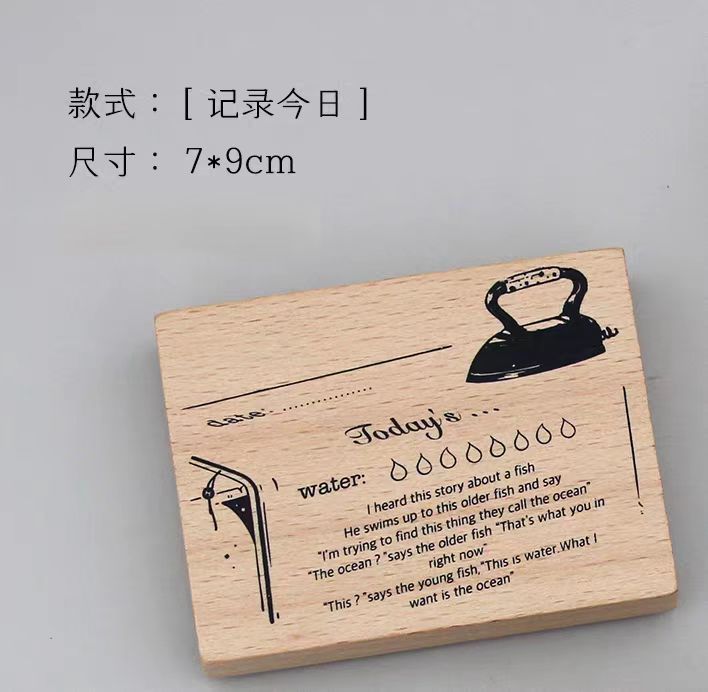 款式：[ 记录今日 ]
尺寸： 7*9cm
date: ..............
Today's ...
water:
I heard this story about a fish
He swims up to this older fish and say
"I'm trying to find this thing they call the ocean"
"The ocean ? "says the older fish "That's what you in
right now"
"This ? "says the young fish,"This is water.What I
want is the ocean"